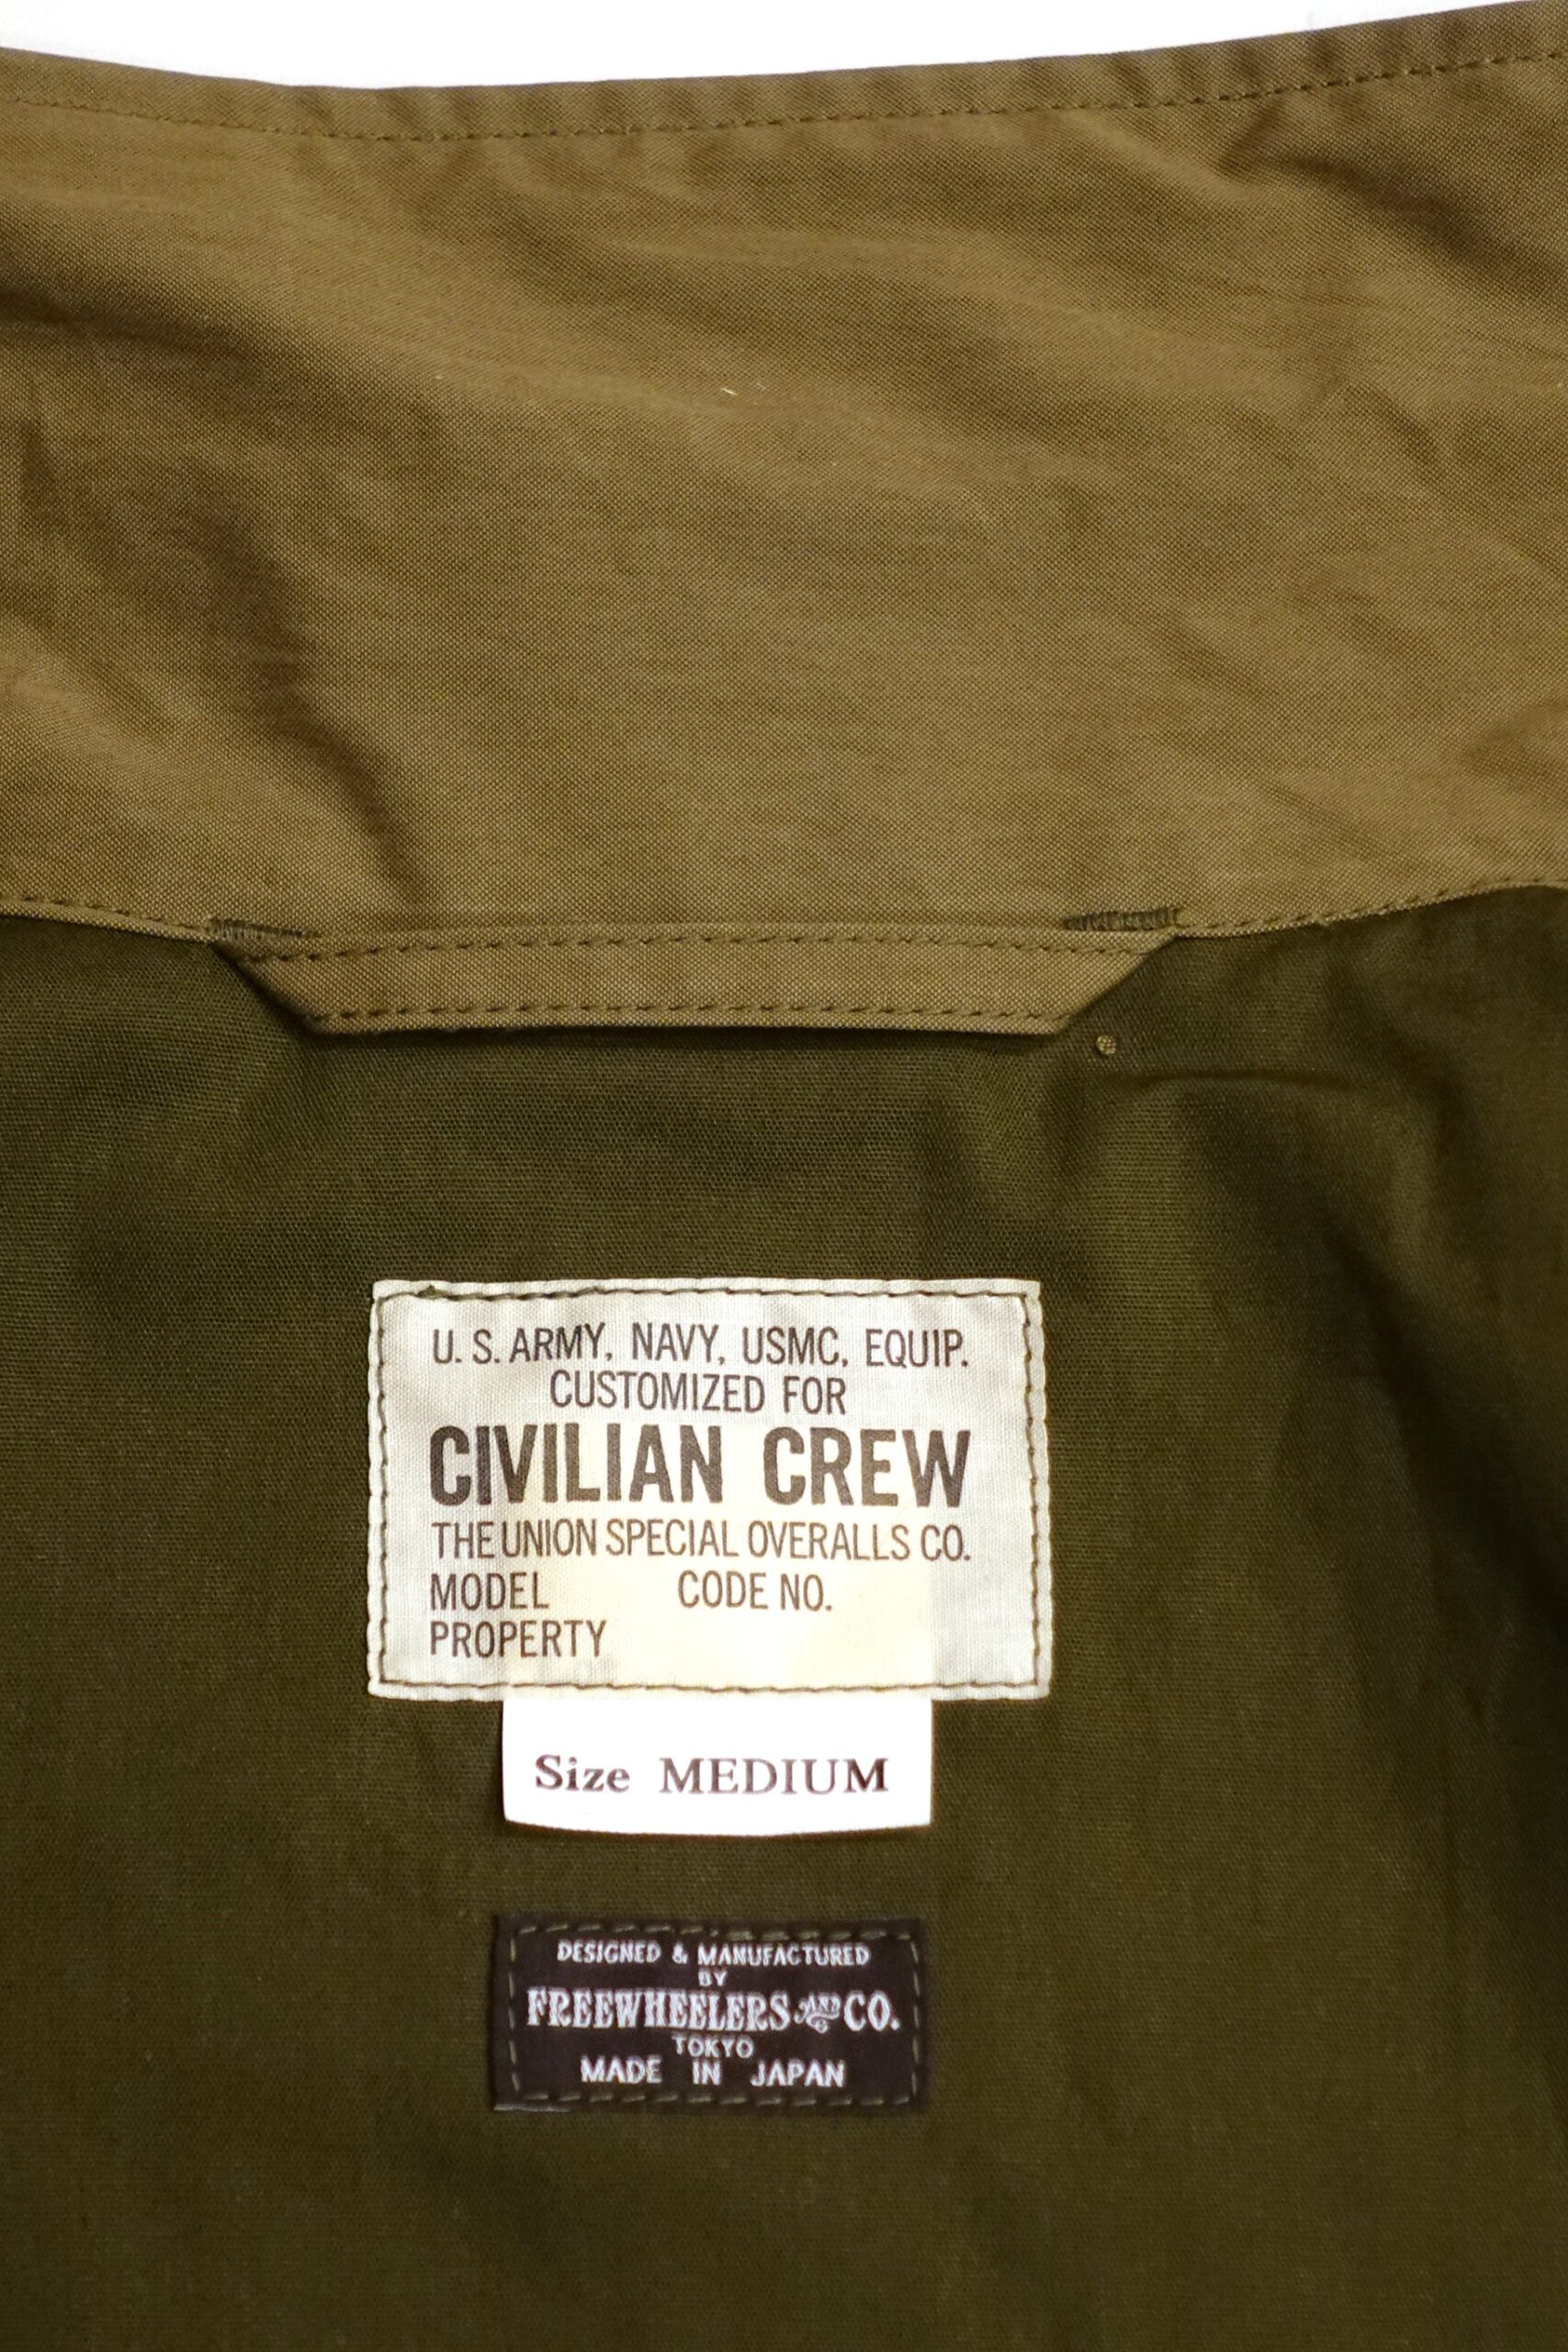 U. S. ARMY, NAVY, USMC, EQUIP.
CUSTOMIZED FOR
CIVILIAN CREW
THE UNION SPECIAL OVERALLS CO.
MODEL CODE NO.
PROPERTY
Size MEDIUM
DESIGNED & MANUFACTURED
BY
FREEWHEELERS AND CO.
TOKYO
MADE IN JAPAN